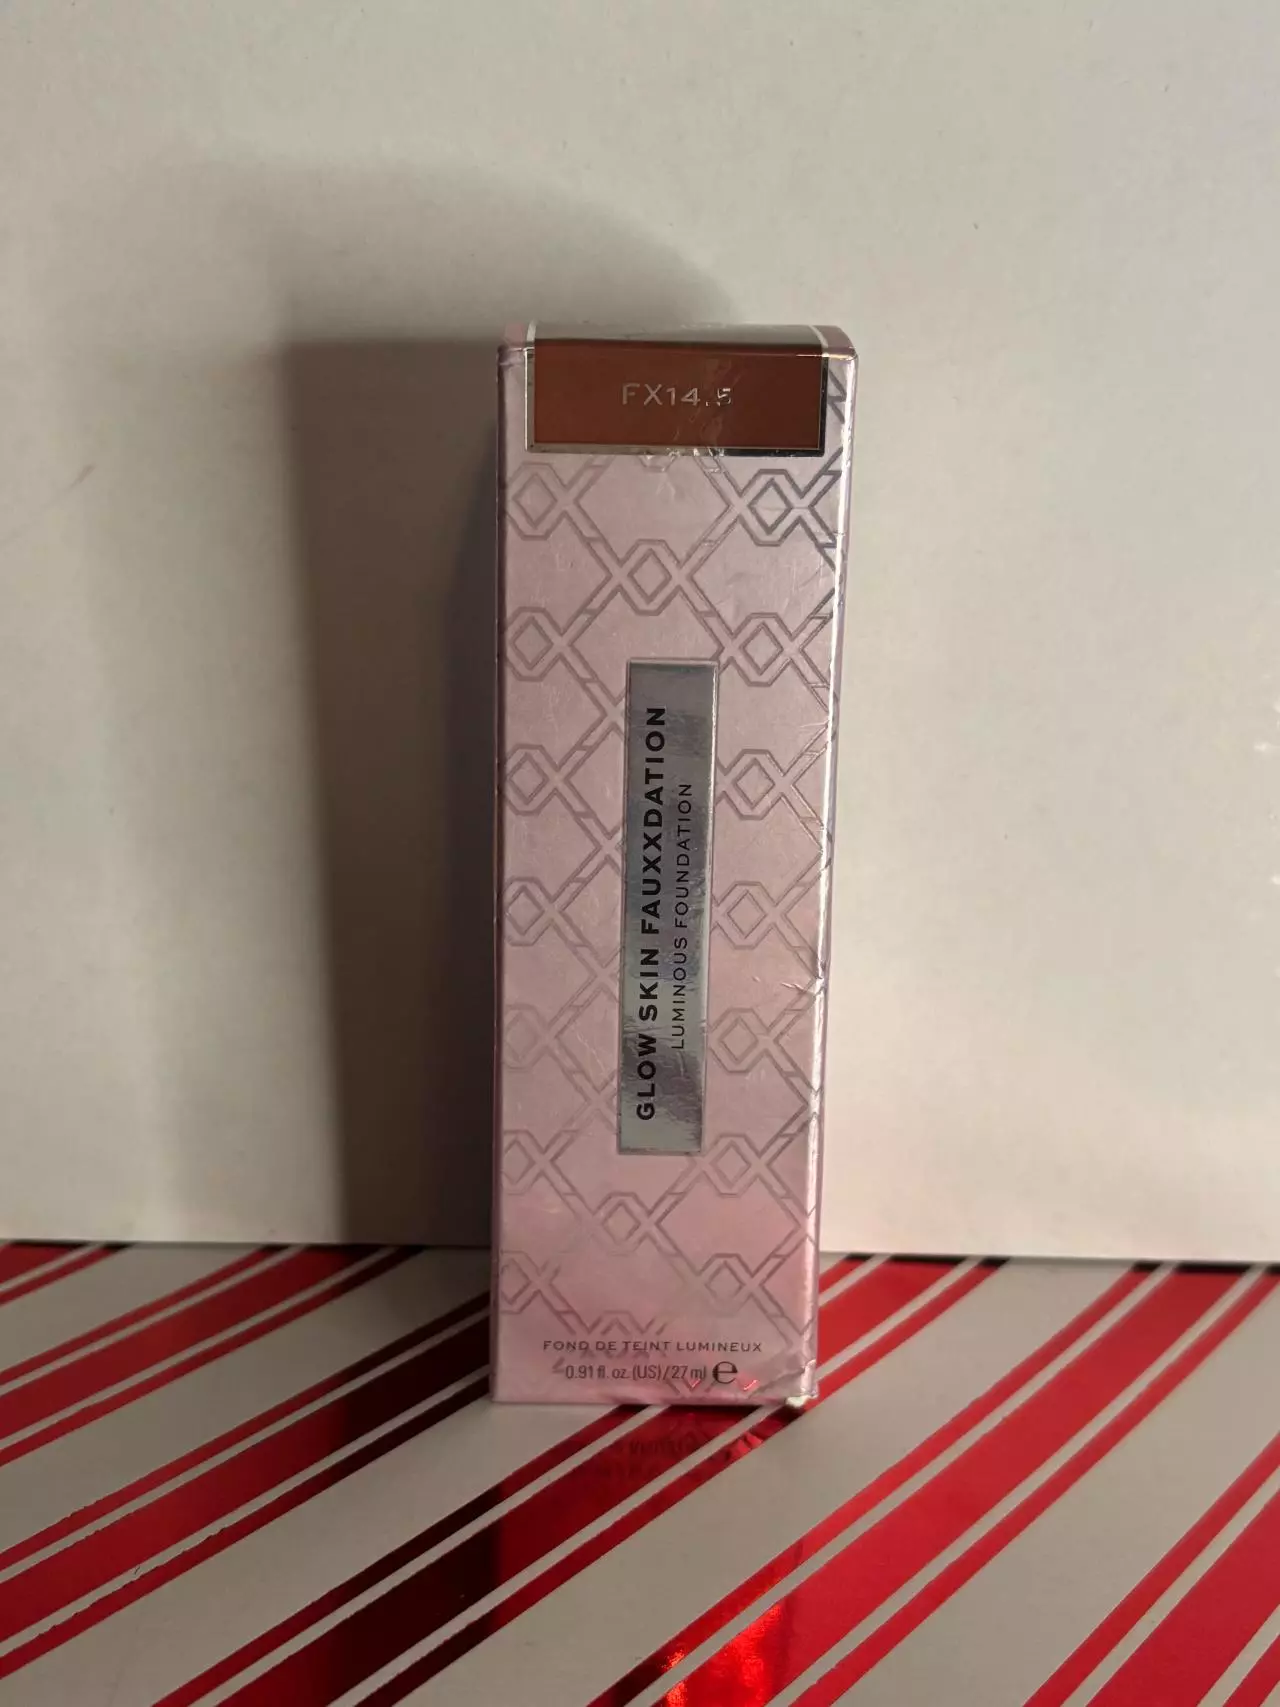 FX14.5
GLOW SKIN FAUXXDATION
LUMINOUS FOUNDATION
FOND DE TEINT LUMINEUX
0.91 fl. oz. (US) / 27 ml ℮